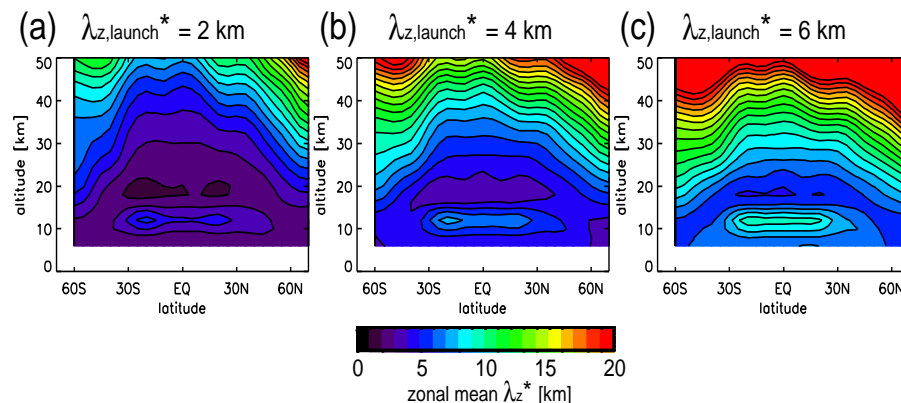 (a) λz,launch* = 2 km (b) λz,launch* = 4 km (c) λz,launch* = 6 km
altitude [km]
50
40
30
20
10
0
60S 30S EQ 30N 60N
latitude
altitude [km]
50
40
30
20
10
0
60S 30S EQ 30N 60N
latitude
altitude [km]
50
40
30
20
10
0
60S 30S EQ 30N 60N
latitude
0 5 10 15 20
zonal mean λz* [km]